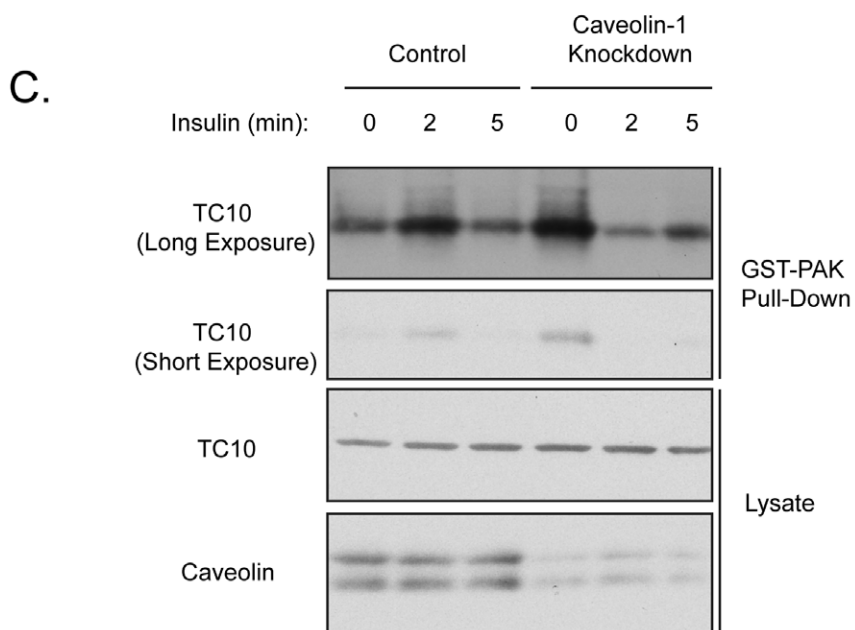 C.
Control
Caveolin-1
Knockdown
Insulin (min): 0 2 5 0 2 5
TC10
(Long Exposure)
TC10
(Short Exposure)
GST-PAK
Pull-Down
TC10
Caveolin
Lysate